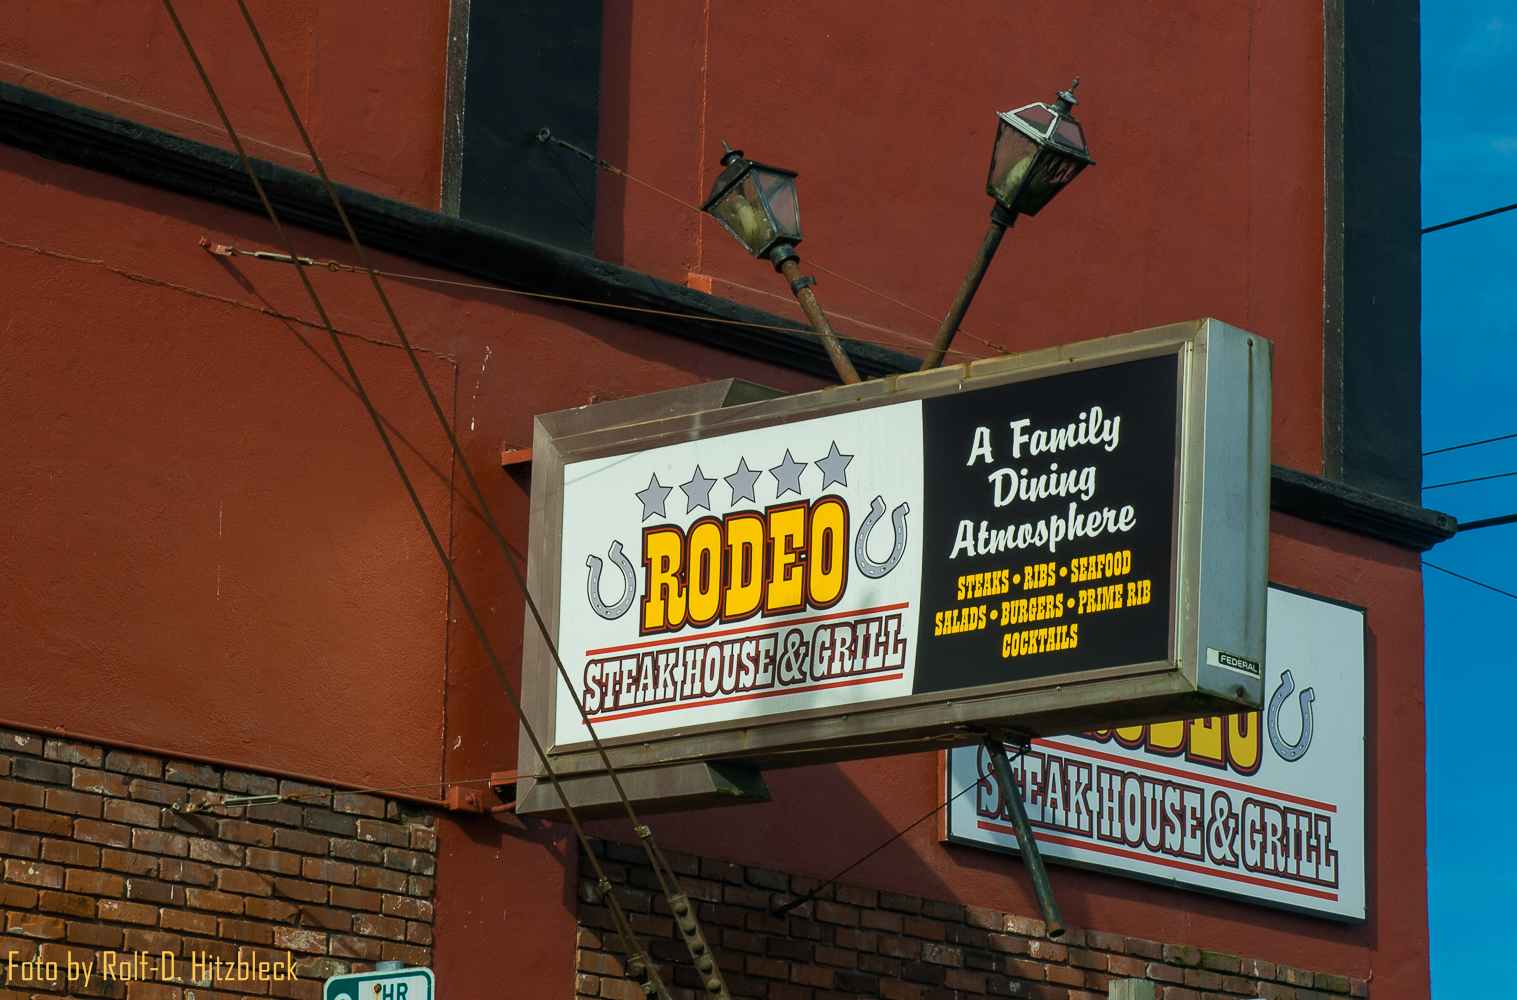 RODEO
STEAK HOUSE & GRILL
A Family
Dining
Atmosphere
STEAKS • RIBS • SEAFOOD
SALADS • BURGERS • PRIME RIB
COCKTAILS
FEDERAL
RODEO
STEAK HOUSE & GRILL
HR
Foto by Rolf-D. Hitzbleck